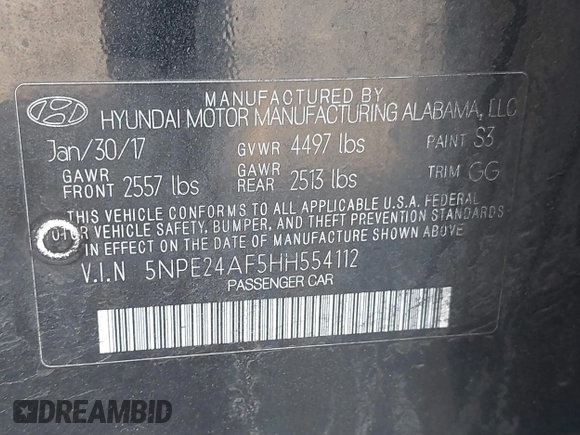 MANUFACTURED BY
HYUNDAI MOTOR MANUFACTURING ALABAMA, LLC
Jan/30/17 GVWR 4497 lbs PAINT S3
GAWR FRONT 2557 lbs GAWR REAR 2513 lbs TRIM GG
THIS VEHICLE CONFORMS TO ALL APPLICABLE U.S.A. FEDERAL
MOTOR VEHICLE SAFETY, BUMPER, AND THEFT PREVENTION STANDARDS
IN EFFECT ON THE DATE OF MANUFACTURE SHOWN ABOVE.
V.I.N 5NPE24AF5HH554112
PASSENGER CAR
DREAMBID